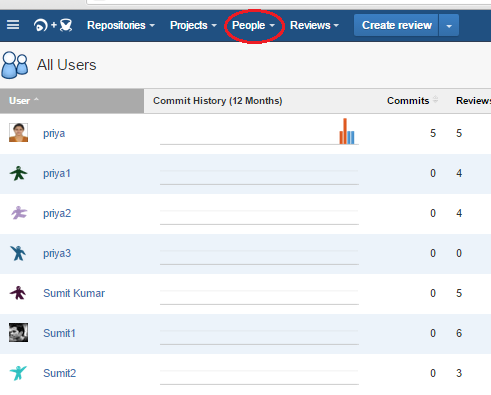 + Repositories Projects People Reviews Create review
All Users
User Commit History (12 Months) Commits Reviews
priya 5 5
priya1 0 4
priya2 0 4
priya3 0 0
Sumit Kumar 0 5
Sumit1 0 6
Sumit2 0 3